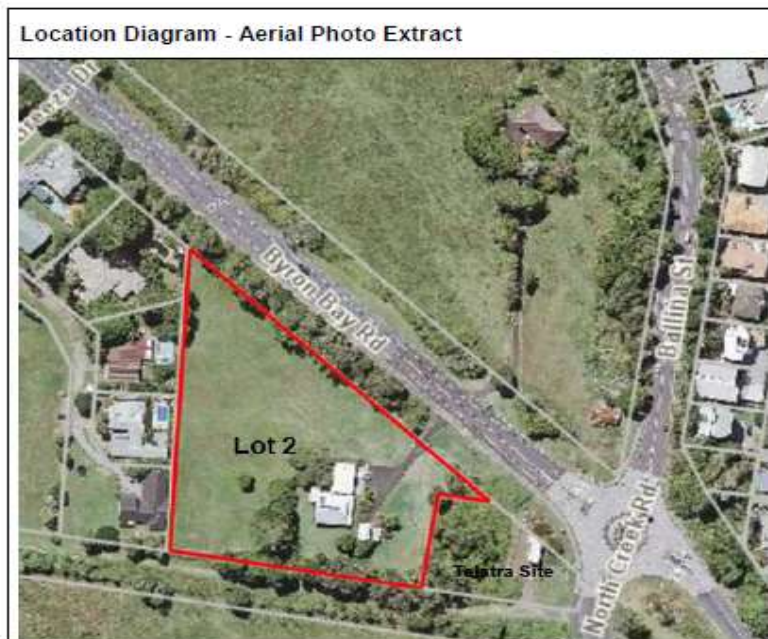 Location Diagram - Aerial Photo Extract
Byron Bay Rd
Ballina St
Lot 2
Telstra Site
North Creek Rd